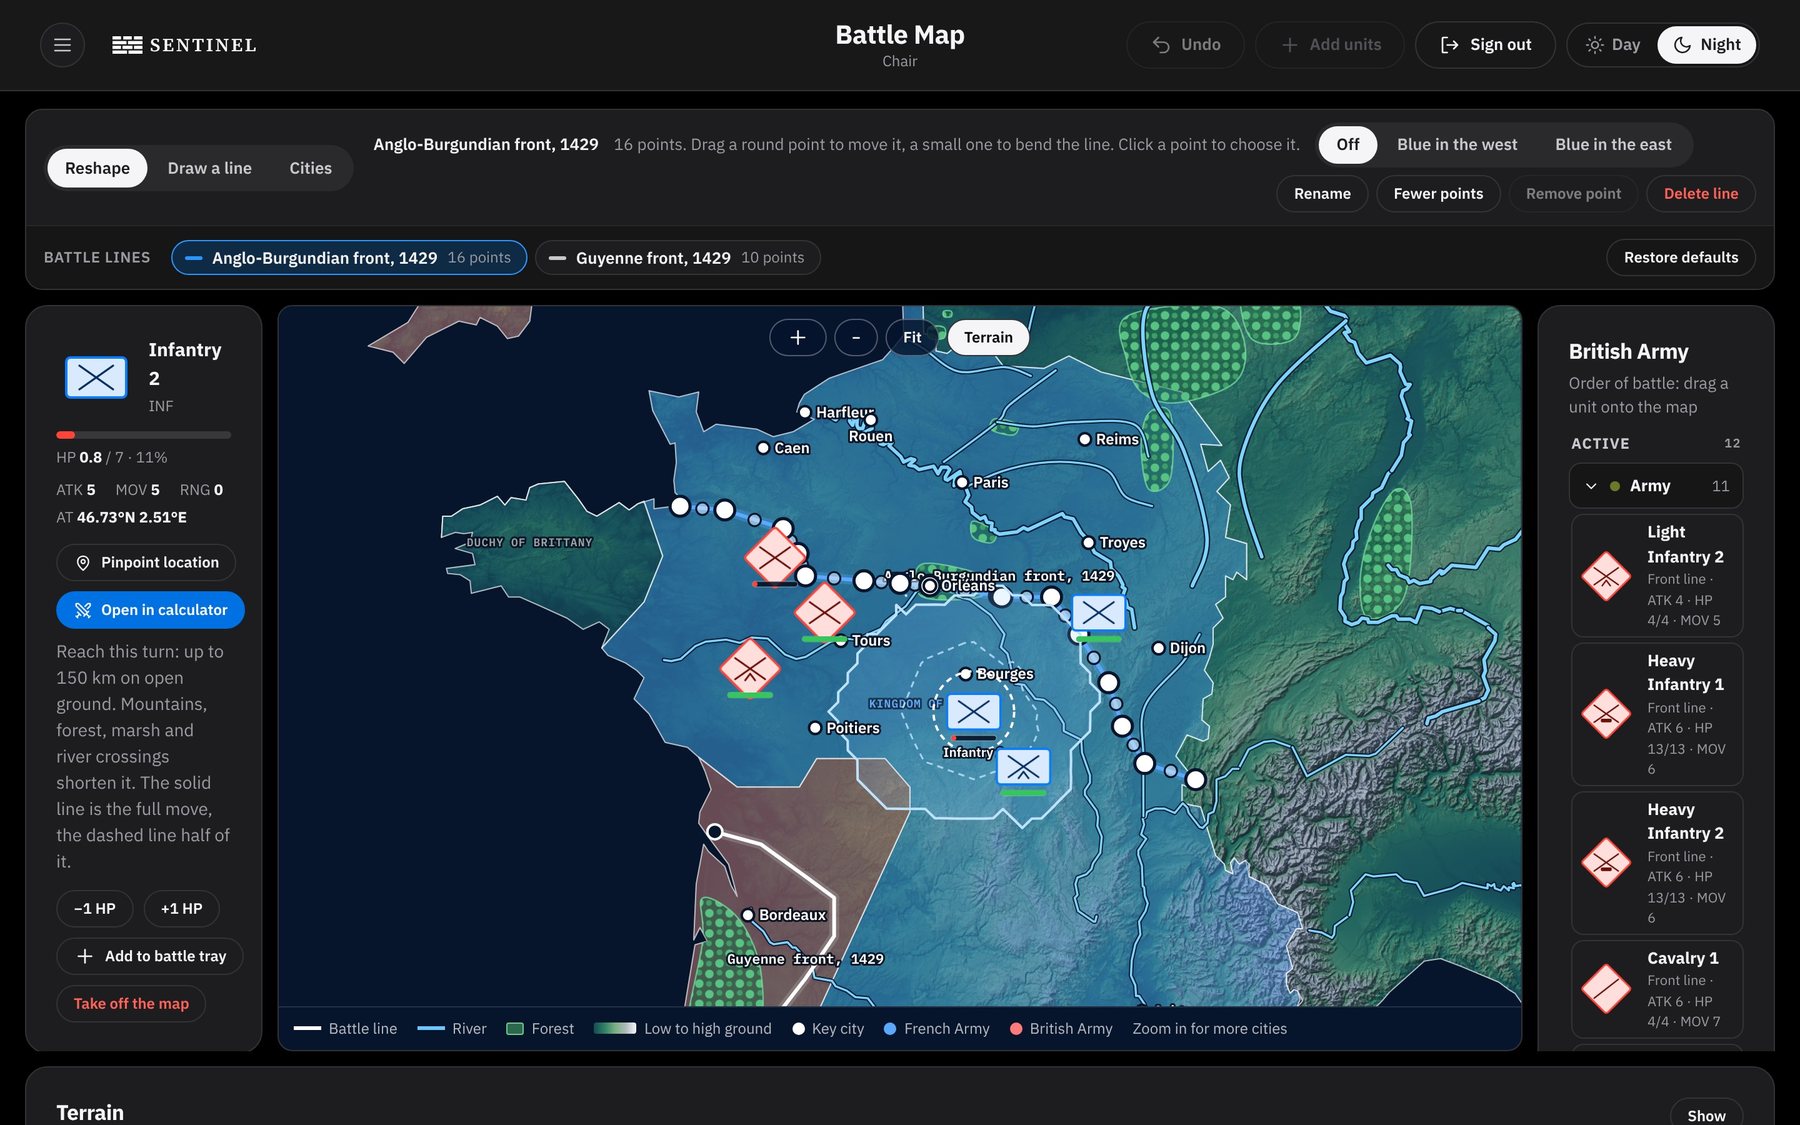 SENTINEL
Battle Map
Chair
Undo
Add units
Sign out
Day
Night
Reshape
Draw a line
Cities
Anglo-Burgundian front, 1429
16 points. Drag a round point to move it, a small one to bend the line. Click a point to choose it.
Off
Blue in the west
Blue in the east
Rename
Fewer points
Remove point
Delete line
BATTLE LINES
Anglo-Burgundian front, 1429 16 points
Guyenne front, 1429 10 points
Restore defaults
Infantry
2
INF
HP 0.8 / 7 · 11%
ATK 5 MOV 5 RNG 0
AT 46.73°N 2.51°E
Pinpoint location
Open in calculator
Reach this turn: up to
150 km on open
ground. Mountains,
forest, marsh and
river crossings
shorten it. The solid
line is the full move,
the dashed line half of
it.
−1 HP
+1 HP
Add to battle tray
Take off the map
+
-
Fit
Terrain
Harfleur
Rouen
Caen
Reims
Paris
DUCHY OF BRITTANY
Troyes
Anglo-Burgundian front, 1429
Orléans
Tours
Dijon
Bourges
KINGDOM OF
Poitiers
Infantry
Bordeaux
Guyenne front, 1429
Battle line
River
Forest
Low to high ground
Key city
French Army
British Army
Zoom in for more cities
British Army
Order of battle: drag a
unit onto the map
ACTIVE 12
Army 11
Light
Infantry 2
Front line ·
ATK 4 · HP
4/4 · MOV 5
Heavy
Infantry 1
Front line ·
ATK 6 · HP
13/13 · MOV
6
Heavy
Infantry 2
Front line ·
ATK 6 · HP
13/13 · MOV
6
Cavalry 1
Front line ·
ATK 6 · HP
4/4 · MOV 7
Terrain
Show